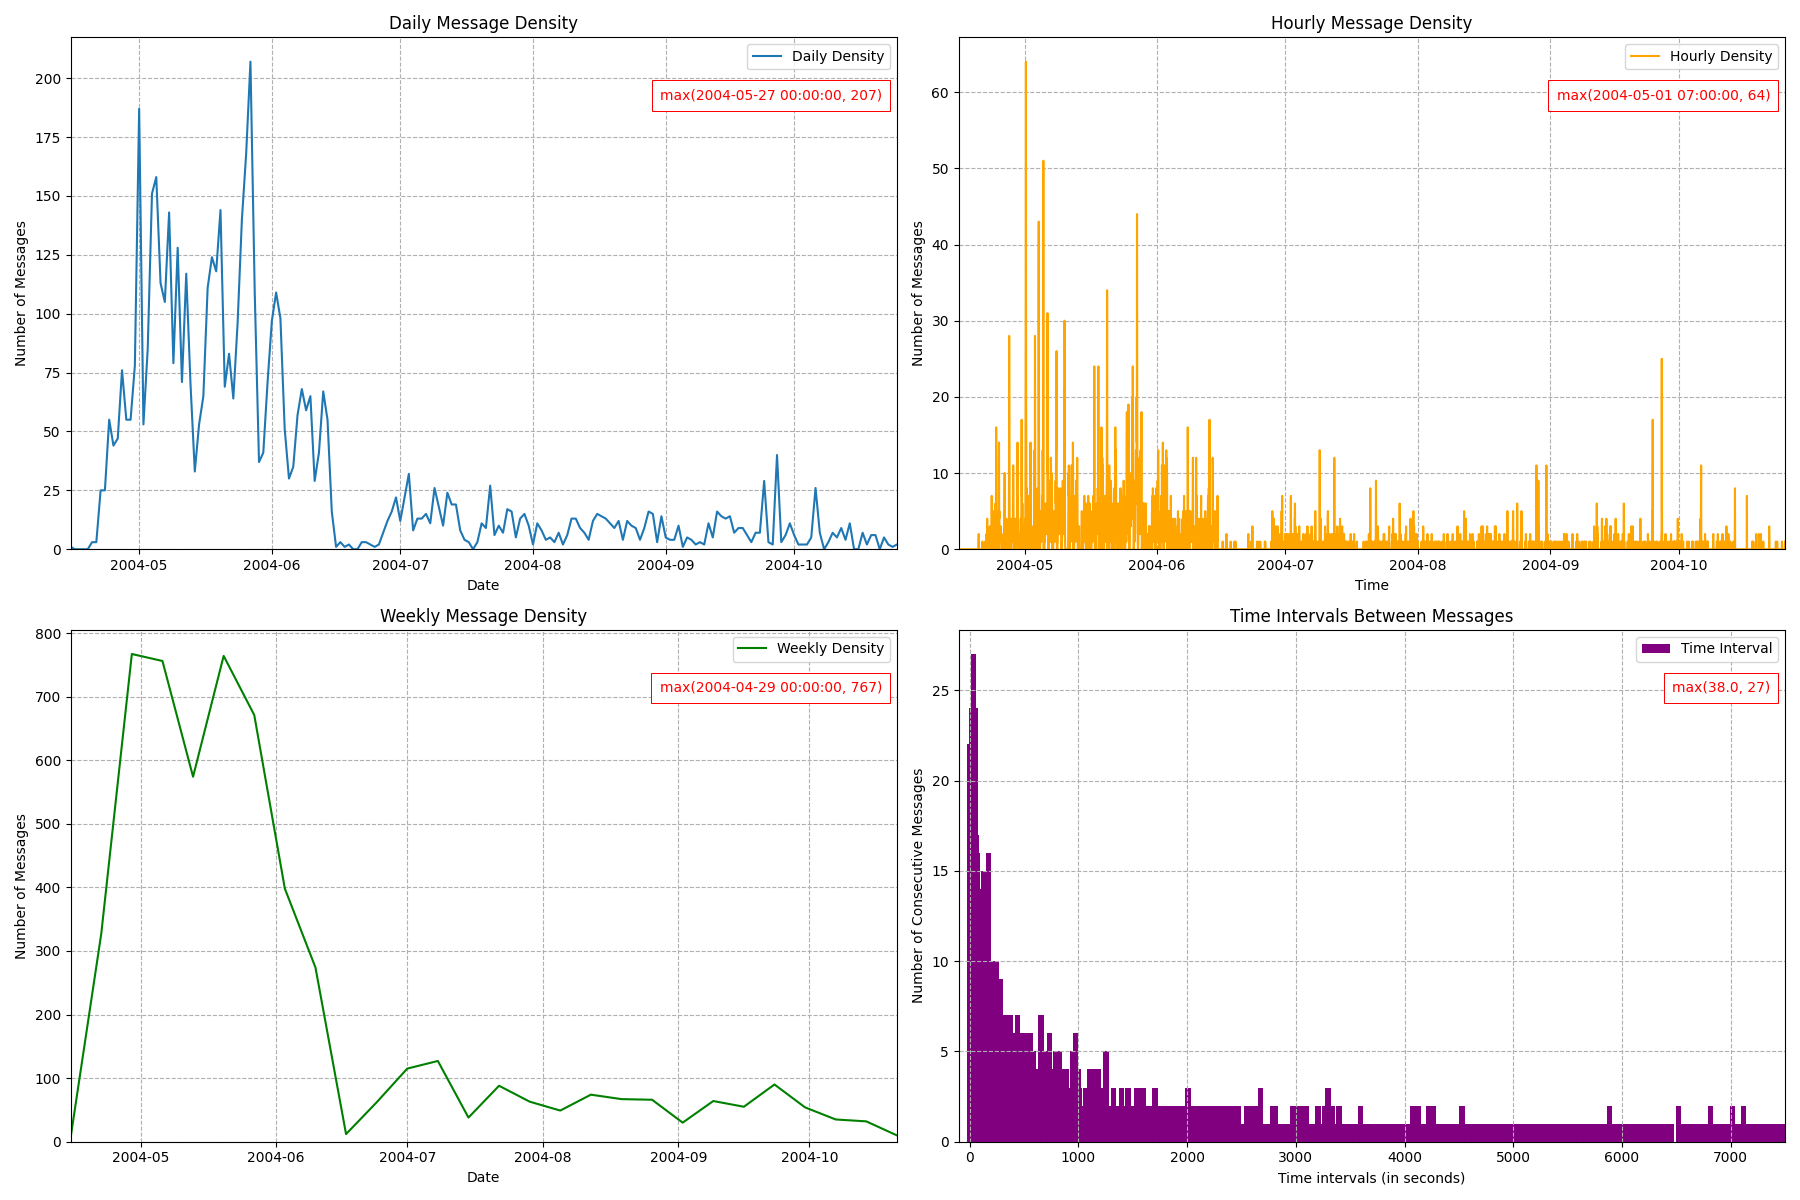 Daily Message Density
Number of Messages
200
175
150
125
100
75
50
25
0
Daily Density
max(2004-05-27 00:00:00, 207)
2004-05 2004-06 2004-07 2004-08 2004-09 2004-10
Date
Hourly Message Density
Number of Messages
60
50
40
30
20
10
0
Hourly Density
max(2004-05-01 07:00:00, 64)
2004-05 2004-06 2004-07 2004-08 2004-09 2004-10
Time
Weekly Message Density
Number of Messages
800
700
600
500
400
300
200
100
0
Weekly Density
max(2004-04-29 00:00:00, 767)
2004-05 2004-06 2004-07 2004-08 2004-09 2004-10
Date
Time Intervals Between Messages
Number of Consecutive Messages
25
20
15
10
5
0
Time Interval
max(38.0, 27)
0 1000 2000 3000 4000 5000 6000 7000
Time intervals (in seconds)